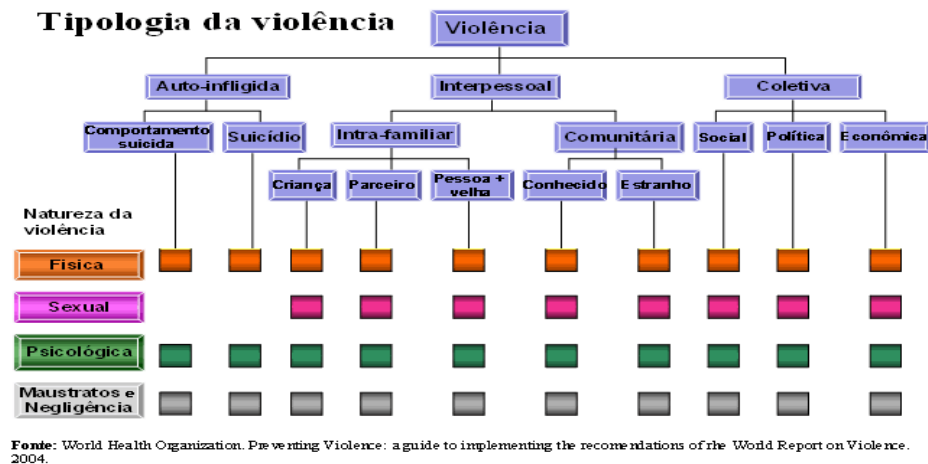 Tipologia da violência
Violência
Auto-infligida
Interpessoal
Coletiva
Comportamento
suicida
Suicídio
Intra-familiar
Comunitária
Social
Política
Econômica
Criança
Parceiro
Pessoa +
velha
Conhecido
Estranho
Natureza da
violência
Física
Sexual
Psicológica
Maustratos e
Negligência
Fonte: World Health Organization. Preventing Violence: a guide to implementing the recomendations of rhe World Report on Violence.
2004.